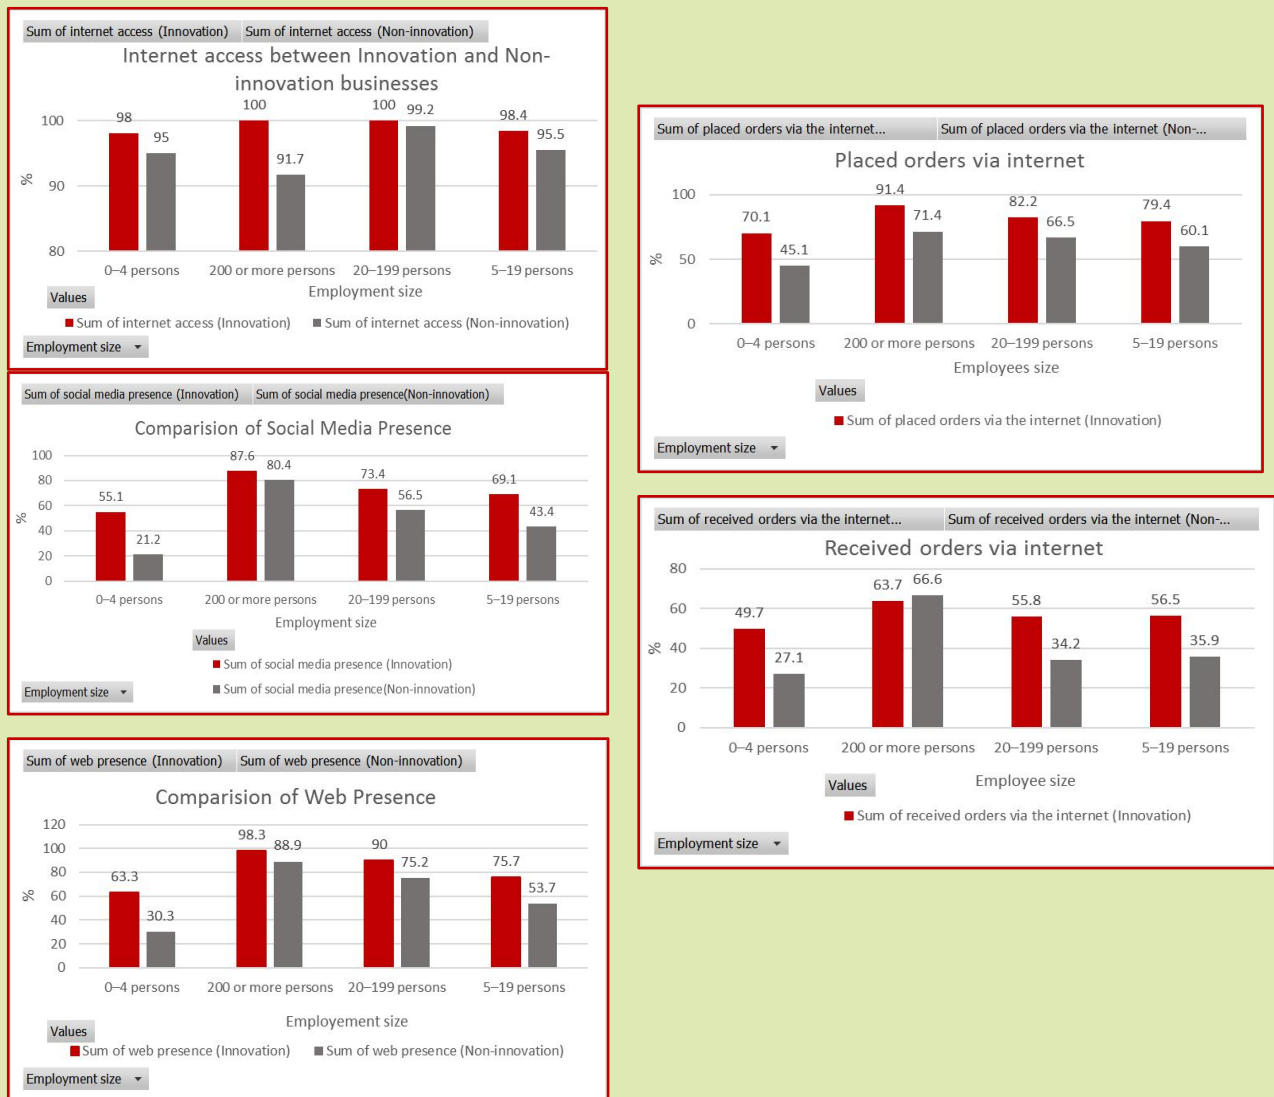 Sum of internet access (Innovation) Sum of internet access (Non-innovation)
Internet access between Innovation and Non-
innovation businesses
100
90
80
%
98
95
100
91.7
100
99.2
98.4
95.5
0–4 persons 200 or more persons 20–199 persons 5–19 persons
Employment size
Values
Sum of internet access (Innovation) Sum of internet access (Non-innovation)
Employment size
Sum of social media presence (Innovation) Sum of social media presence(Non-innovation)
Comparision of Social Media Presence
100
80
60
40
20
0
%
55.1
21.2
87.6
80.4
73.4
56.5
69.1
43.4
0–4 persons 200 or more persons 20–199 persons 5–19 persons
Employment size
Values
Sum of social media presence (Innovation)
Sum of social media presence(Non-innovation)
Employment size
Sum of web presence (Innovation) Sum of web presence (Non-innovation)
Comparision of Web Presence
120
100
80
60
40
20
0
%
63.3
30.3
98.3
88.9
90
75.2
75.7
53.7
0–4 persons 200 or more persons 20–199 persons 5–19 persons
Employement size
Values
Sum of web presence (Innovation) Sum of web presence (Non-innovation)
Employment size
Sum of placed orders via the internet... Sum of placed orders via the internet (Non-...
Placed orders via internet
100
50
0
%
70.1
45.1
91.4
71.4
82.2
66.5
79.4
60.1
0–4 persons 200 or more persons 20–199 persons 5–19 persons
Employees size
Values
Sum of placed orders via the internet (Innovation)
Employment size
Sum of received orders via the internet... Sum of received orders via the internet (Non-...
Received orders via internet
80
60
40
20
0
%
49.7
27.1
63.7
66.6
55.8
34.2
56.5
35.9
0–4 persons 200 or more persons 20–199 persons 5–19 persons
Employee size
Values
Sum of received orders via the internet (Innovation)
Employment size